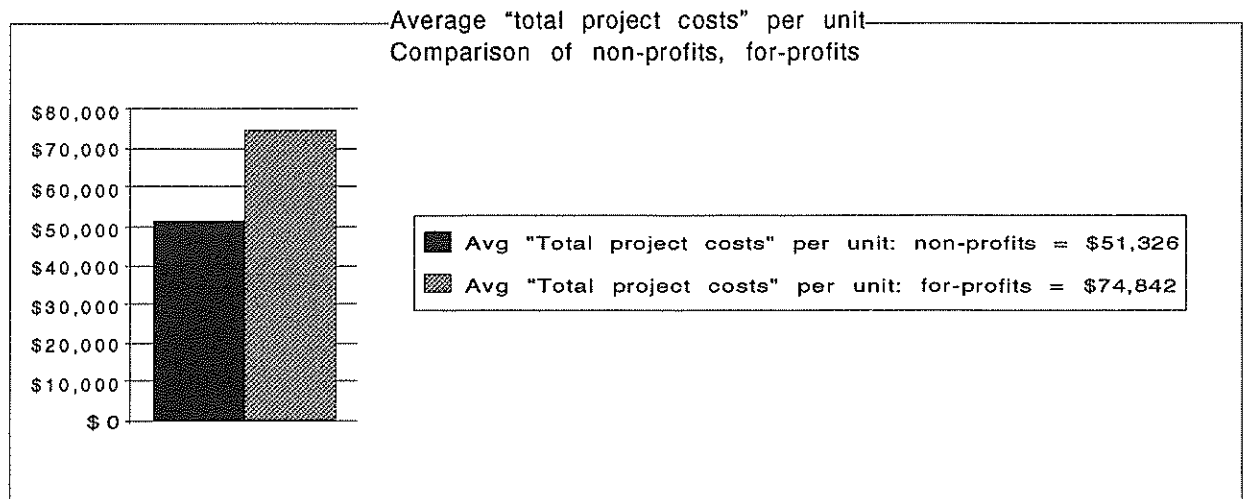 Average “total project costs” per unit
Comparison of non-profits, for-profits
$80,000
$70,000
$60,000
$50,000
$40,000
$30,000
$20,000
$10,000
$0
Avg "Total project costs" per unit: non-profits = $51,326
Avg "Total project costs" per unit: for-profits = $74,842